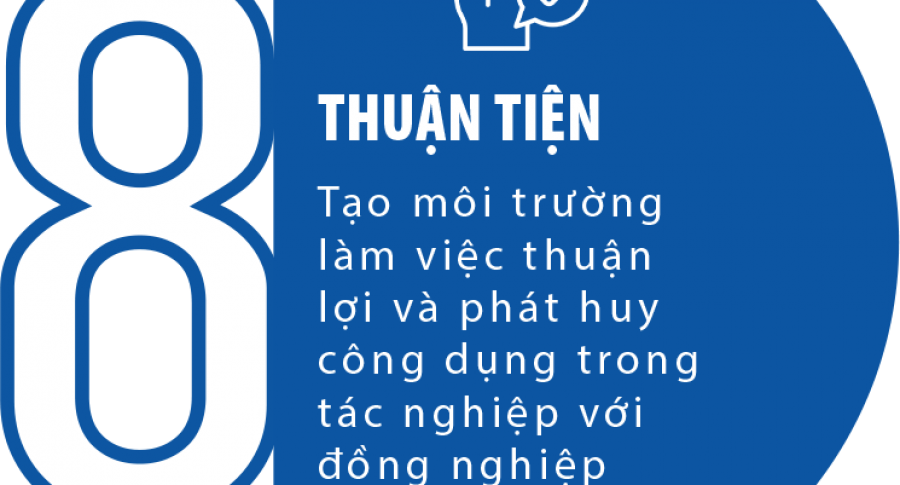 8
THUẬN TIỆN
Tạo môi trường
làm việc thuận
lợi và phát huy
công dụng trong
tác nghiệp với
đồng nghiệp